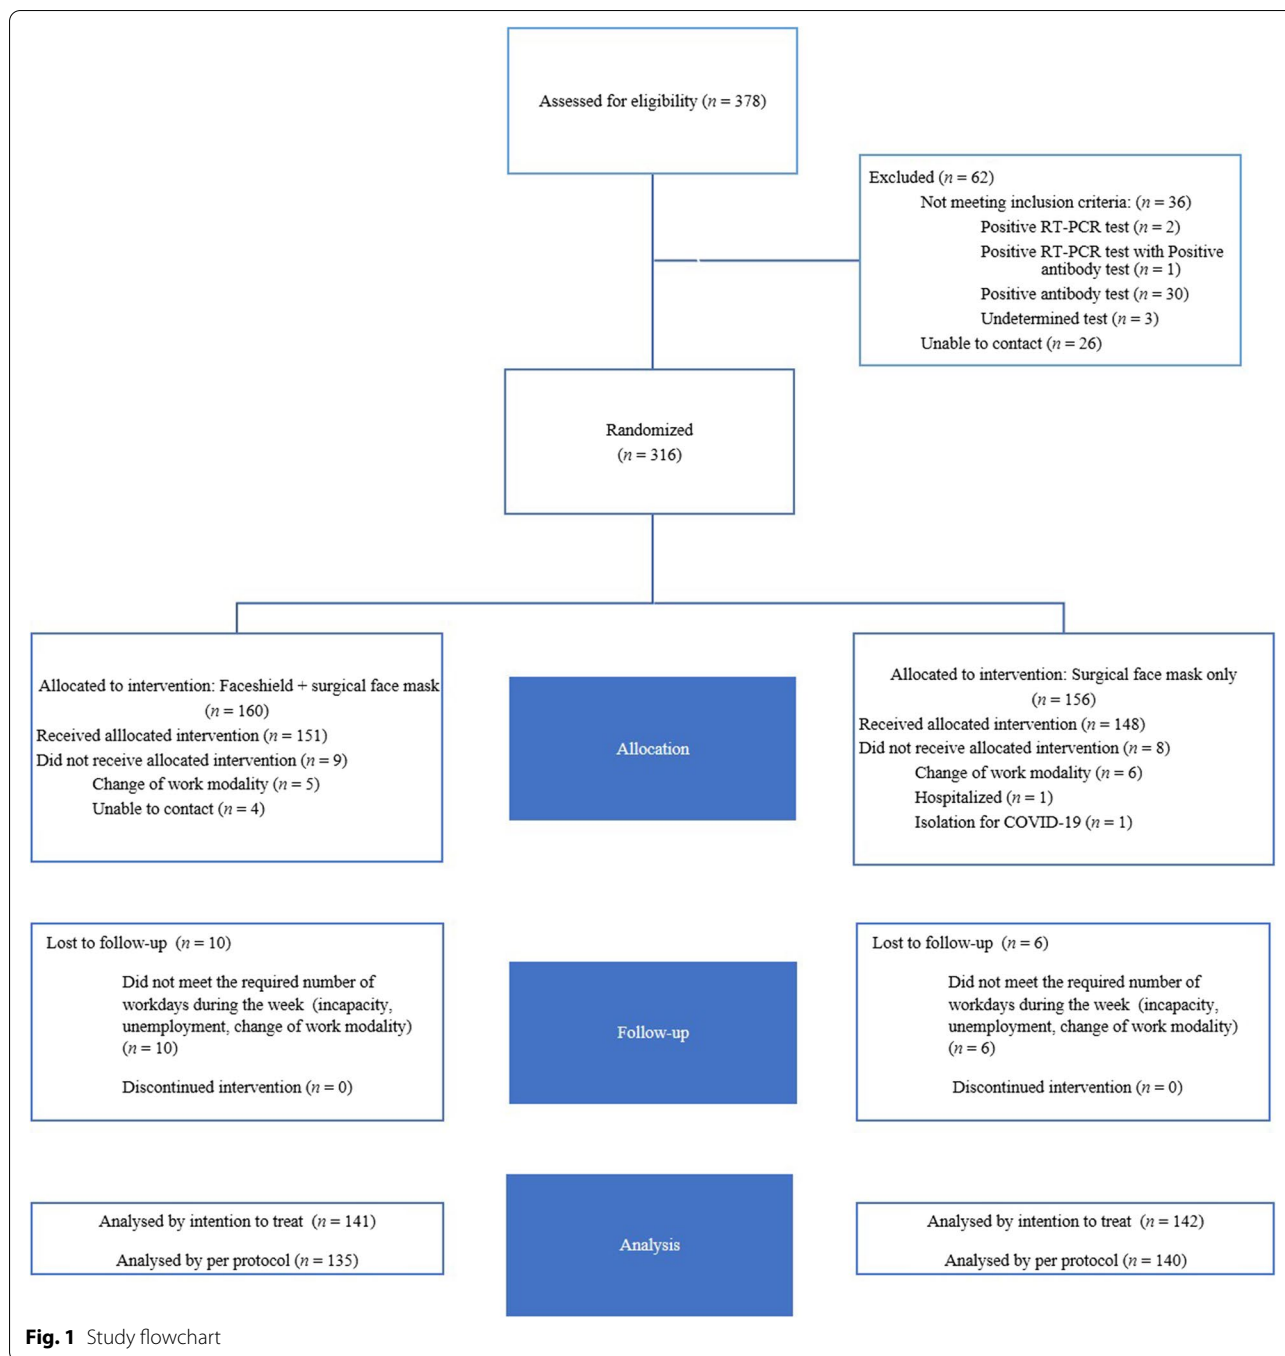 Assessed for eligibility (n = 378)
Excluded (n = 62)
Not meeting inclusion criteria: (n = 36)
Positive RT-PCR test (n = 2)
Positive RT-PCR test with Positive
antibody test (n = 1)
Positive antibody test (n = 30)
Undetermined test (n = 3)
Unable to contact (n = 26)
Randomized
(n = 316)
Allocated to intervention: Faceshield + surgical face mask
(n = 160)
Received alllocated intervention (n = 151)
Did not receive allocated intervention (n = 9)
Change of work modality (n = 5)
Unable to contact (n = 4)
Allocation
Allocated to intervention: Surgical face mask only
(n = 156)
Received allocated intervention (n = 148)
Did not receive allocated intervention (n = 8)
Change of work modality (n = 6)
Hospitalized (n = 1)
Isolation for COVID-19 (n = 1)
Lost to follow-up (n = 10)
Did not meet the required number of
workdays during the week (incapacity,
unemployment, change of work modality)
(n = 10)
Discontinued intervention (n = 0)
Follow-up
Lost to follow-up (n = 6)
Did not meet the required number of
workdays during the week (incapacity,
unemployment, change of work modality)
(n = 6)
Discontinued intervention (n = 0)
Analysed by intention to treat (n = 141)
Analysed by per protocol (n = 135)
Analysis
Analysed by intention to treat (n = 142)
Analysed by per protocol (n = 140)
Fig. 1 Study flowchart